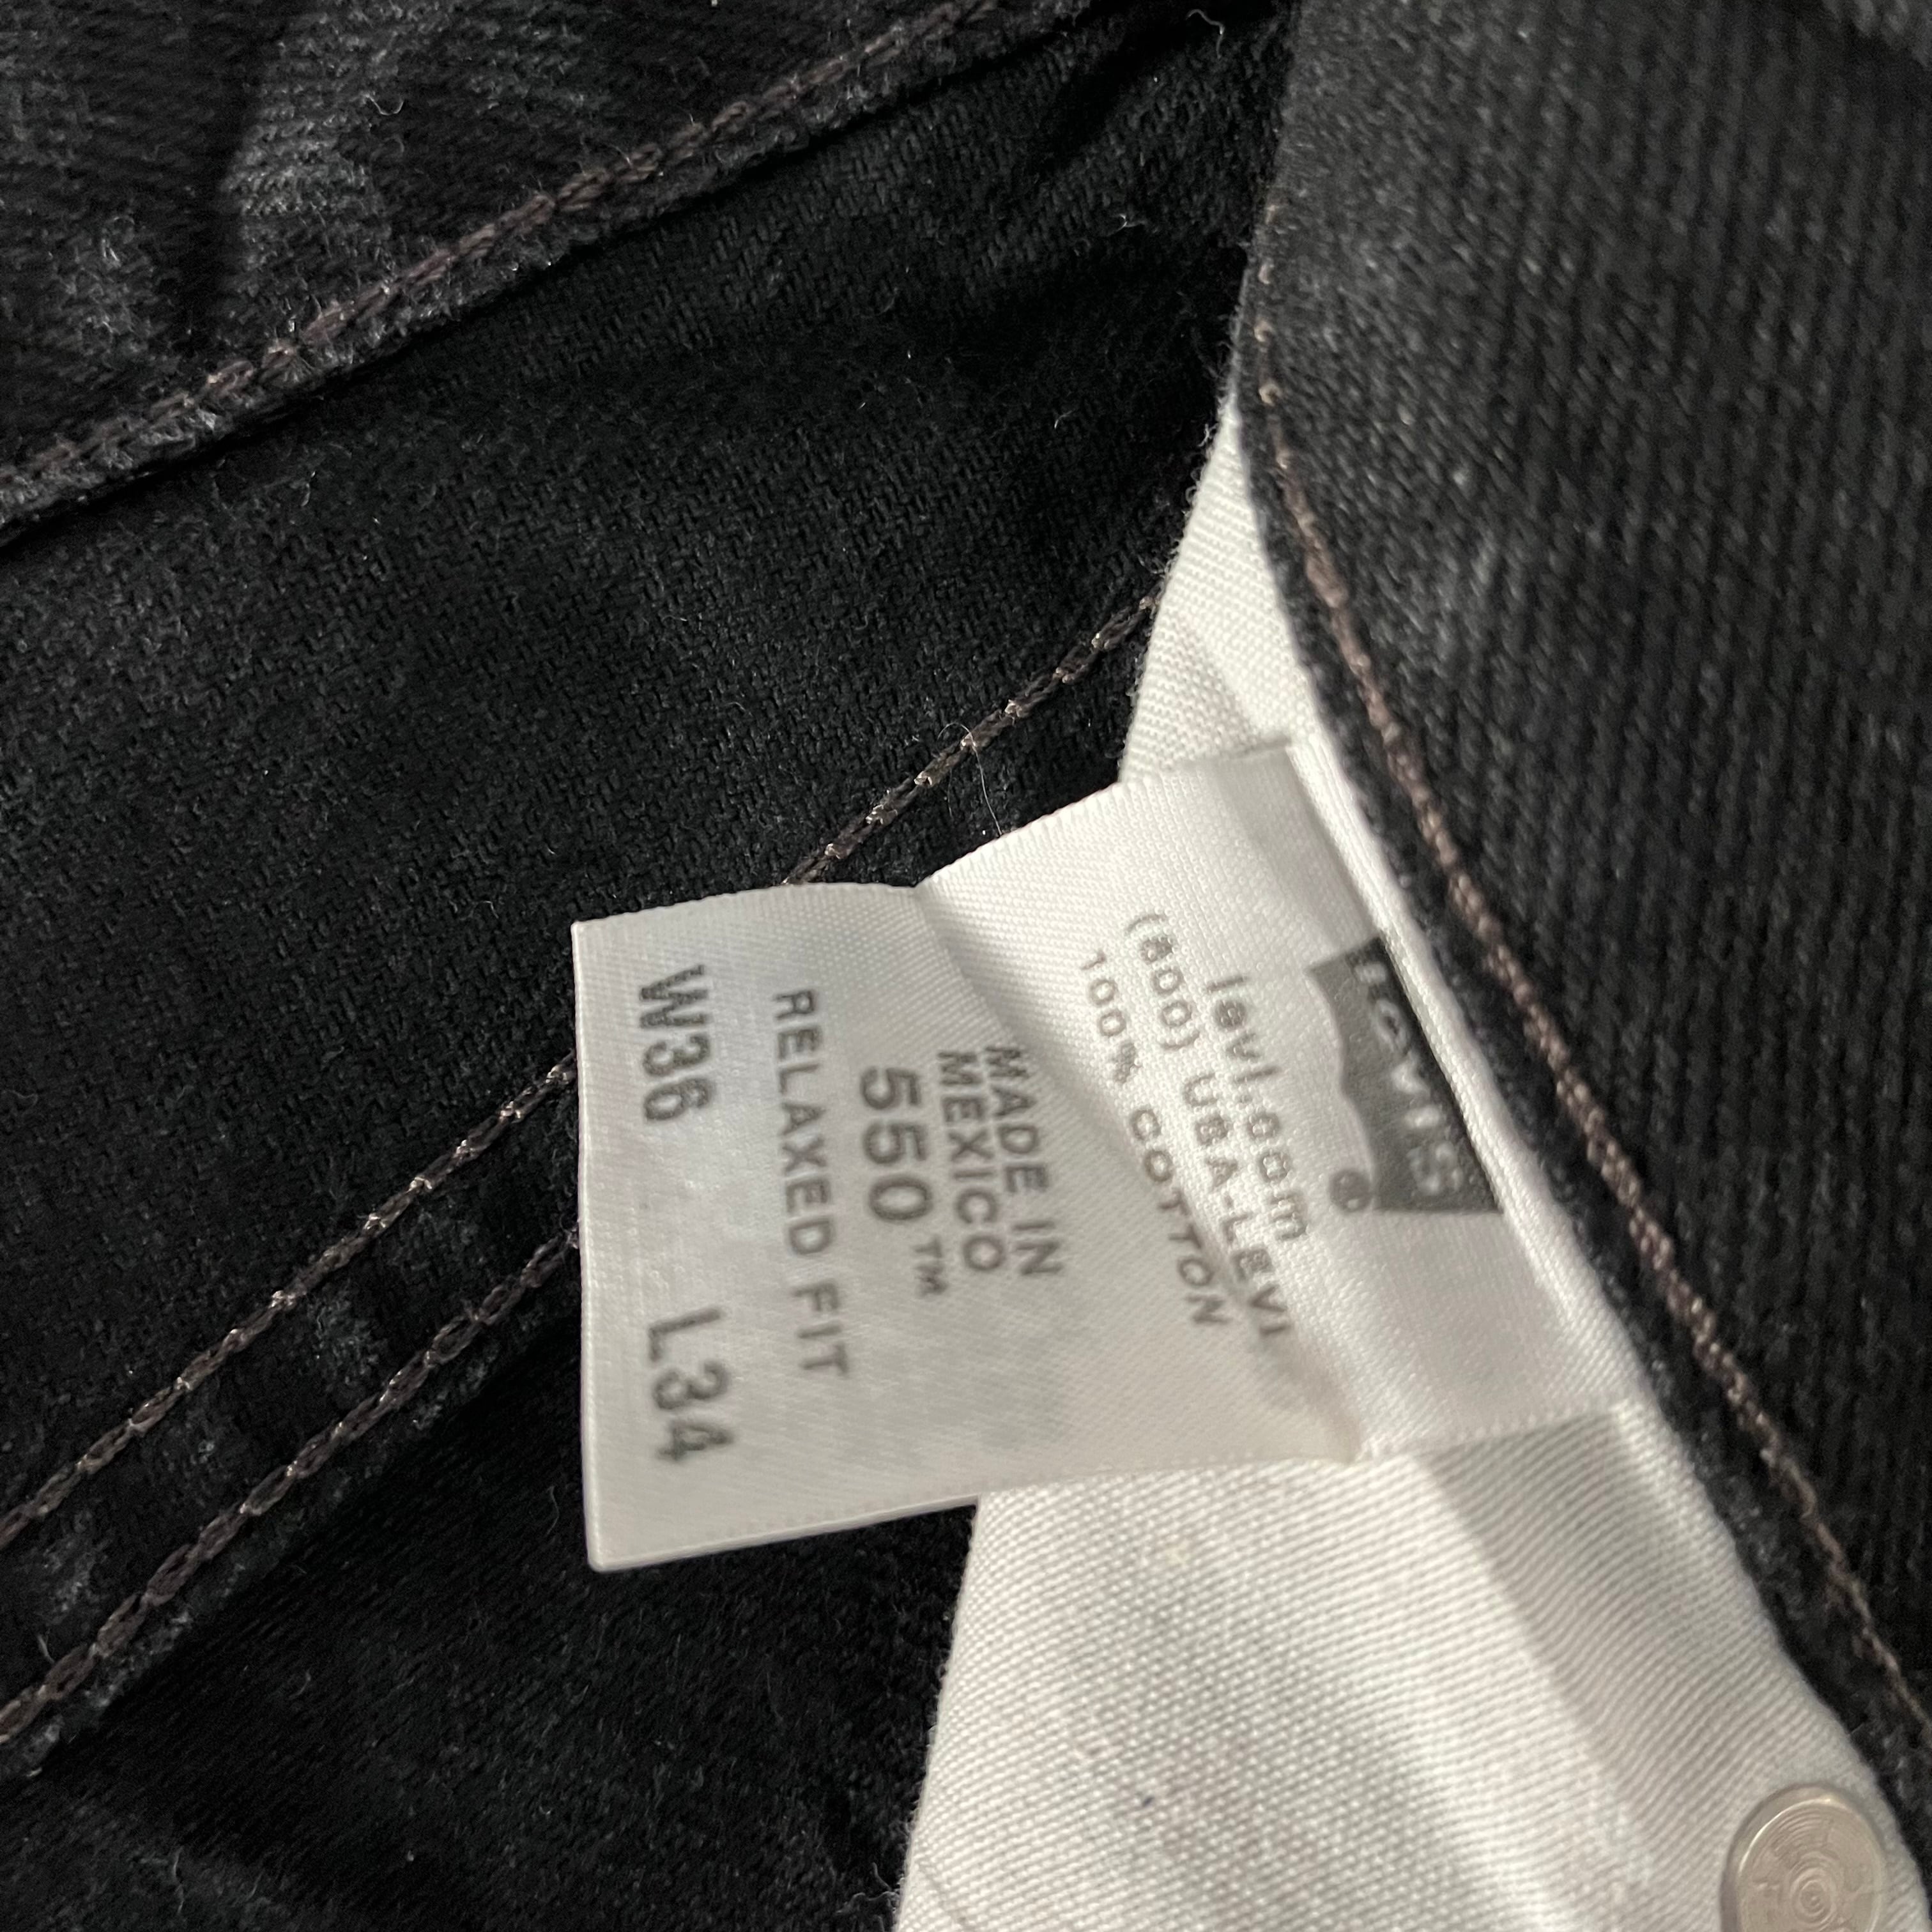 Levi's
®
levi.com
(800) USA-LEVI
100% COTTON
MADE IN
MEXICO
550™
RELAXED FIT
W36 L34